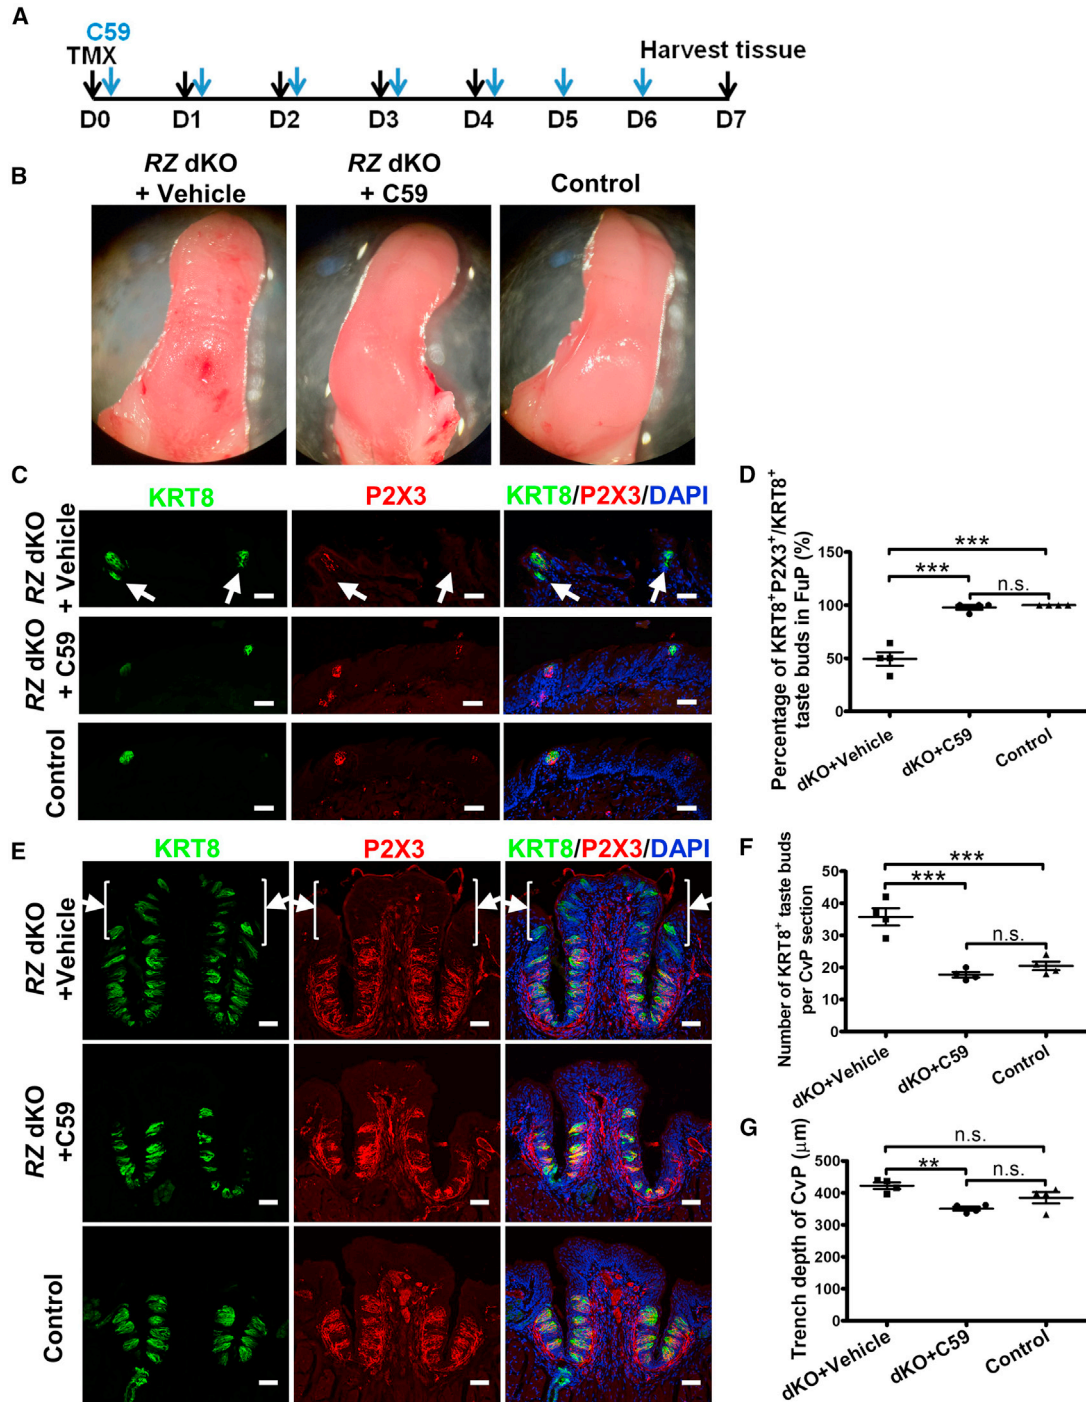 A
C59
TMX
Harvest tissue
D0 D1 D2 D3 D4 D5 D6 D7
B
RZ dKO
+ Vehicle
RZ dKO
+ C59
Control
C
KRT8 P2X3 KRT8/P2X3/DAPI
RZ dKO
+ Vehicle
RZ dKO
+ C59
Control
D
Percentage of KRT8⁺P2X3⁺/KRT8⁺
taste buds in FuP (%)
150
100
50
0
***
***
n.s.
dKO+Vehicle
dKO+C59
Control
E
KRT8 P2X3 KRT8/P2X3/DAPI
RZ dKO
+Vehicle
RZ dKO
+C59
Control
F
Number of KRT8⁺ taste buds
per CvP section
50
40
30
20
10
0
***
***
n.s.
dKO+Vehicle
dKO+C59
Control
G
Trench depth of CvP (μm)
500
400
300
200
100
0
n.s.
**
n.s.
dKO+Vehicle
dKO+C59
Control